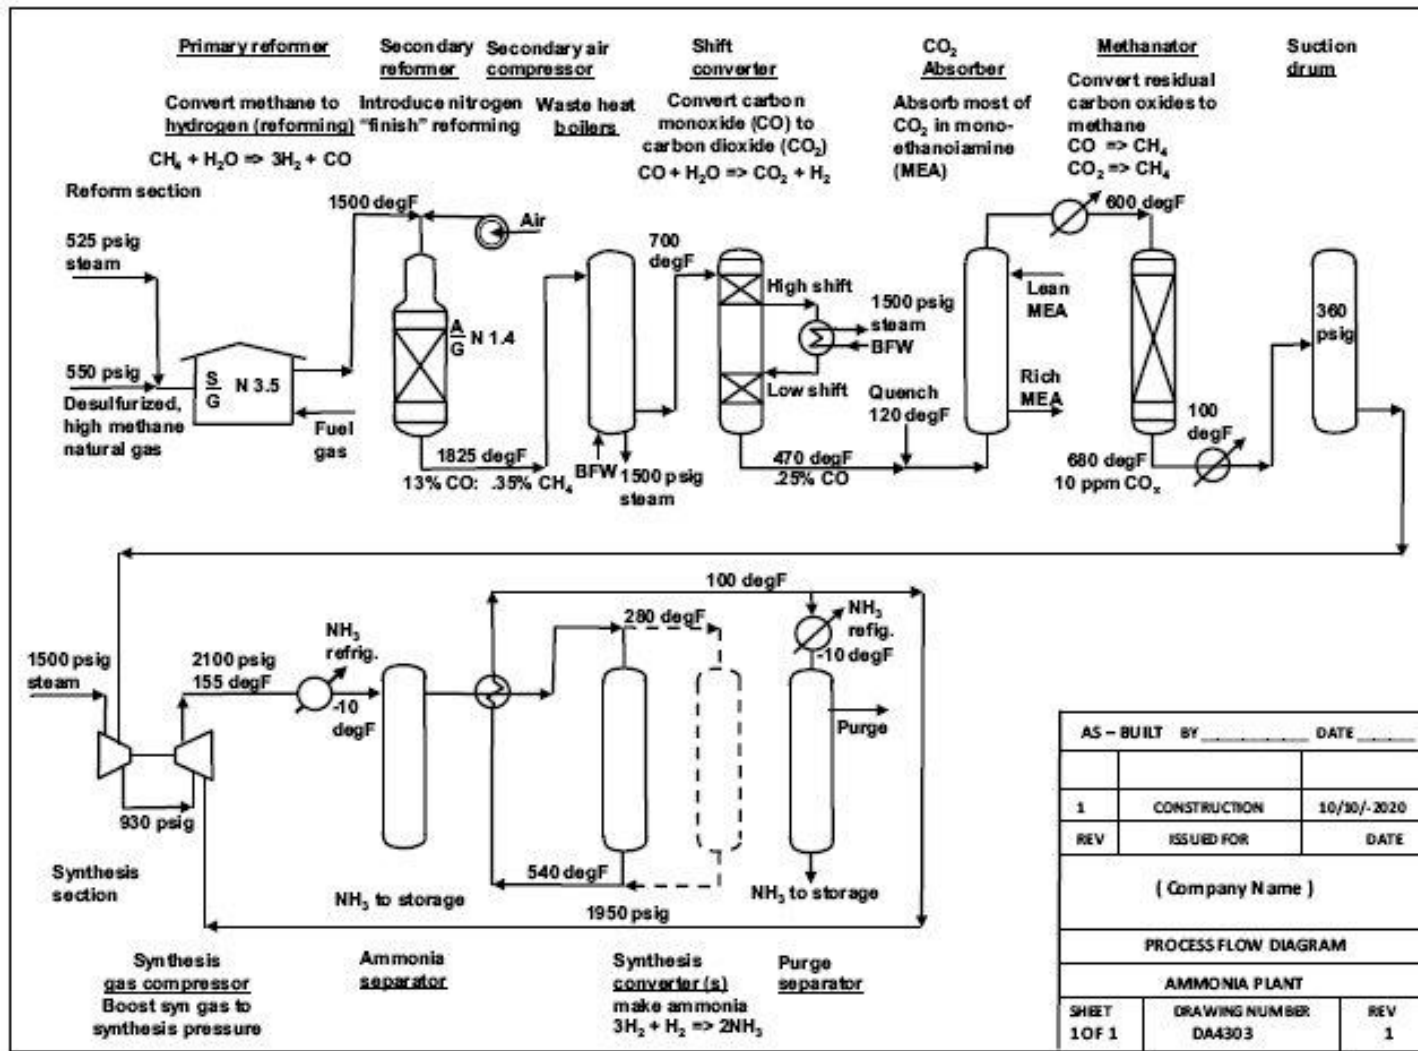 Primary reformer
Convert methane to
hydrogen (reforming)
CH₄ + H₂O => 3H₂ + CO
Secondary
reformer
Introduce nitrogen
"finish" reforming
Secondary air
compressor
Waste heat
boilers
Shift
converter
Convert carbon
monoxide (CO) to
carbon dioxide (CO₂)
CO + H₂O => CO₂ + H₂
CO₂
Absorber
Absorb most of
CO₂ in mono-
ethanoiamine
(MEA)
Methanator
Convert residual
carbon oxides to
methane
CO => CH₄
CO₂ => CH₄
Suction
drum
Reform section
525 psig
steam
550 psig
Desulfurized,
high methane
natural gas
S
G
N 3.5
Fuel
gas
1500 degF
Air
A
G
N 1.4
1825 degF
13% CO: .35% CH₄
BFW
1500 psig
steam
700
degF
High shift
1500 psig
steam
BFW
Low shift
470 degF
.25% CO
Quench
120 degF
Lean
MEA
Rich
MEA
600 degF
100
degF
680 degF
10 ppm COₓ
360
psig
1500 psig
steam
930 psig
Synthesis
section
2100 psig
155 degF
NH₃
refrig.
-10
degF
NH₃ to storage
100 degF
280 degF
540 degF
1950 psig
NH₃
refig.
-10 degF
Purge
NH₃ to storage
Synthesis
gas compressor
Boost syn gas to
synthesis pressure
Ammonia
separator
Synthesis
converter (s)
make ammonia
3H₂ + H₂ => 2NH₃
Purge
separator
AS – BUILT BY __________ DATE ______
1 CONSTRUCTION 10/10/-2020
REV ISSUED FOR DATE
( Company Name )
PROCESS FLOW DIAGRAM
AMMONIA PLANT
SHEET DRAWING NUMBER REV
1 OF 1 DA4303 1